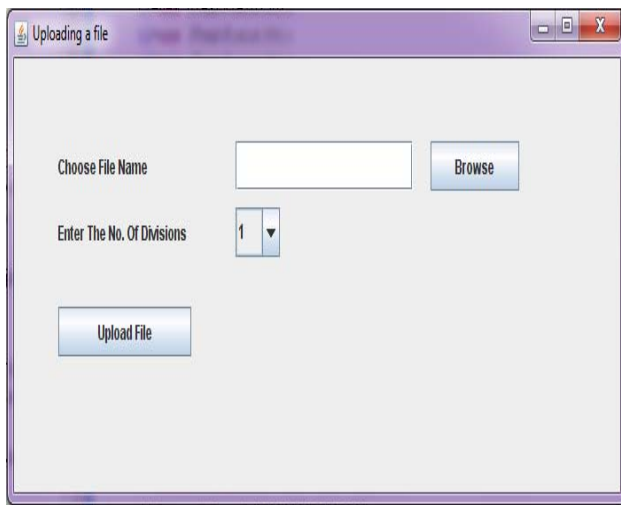 Uploading a file
Choose File Name
Browse
Enter The No. Of Divisions
1
Upload File